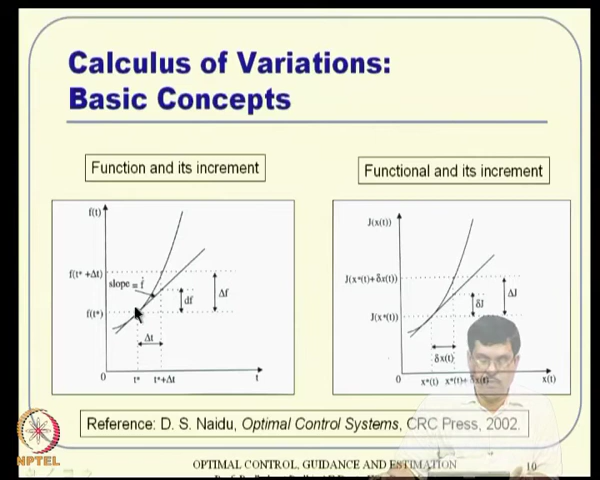 Calculus of Variations:
Basic Concepts
Function and its increment
Functional and its increment
f(t)
f(t* +Δt)
slope = ḟ
f(t*)
df
Δf
Δt
0
t*
t*+Δt
t
J(x(t))
J(x*(t)+δx(t))
J(x*(t))
δJ
ΔJ
δx(t)
0
x*(t)
x*(t)+ δx(t)
x(t)
Reference: D. S. Naidu, Optimal Control Systems, CRC Press, 2002.
NPTEL
OPTIMAL CONTROL, GUIDANCE AND ESTIMATION
10